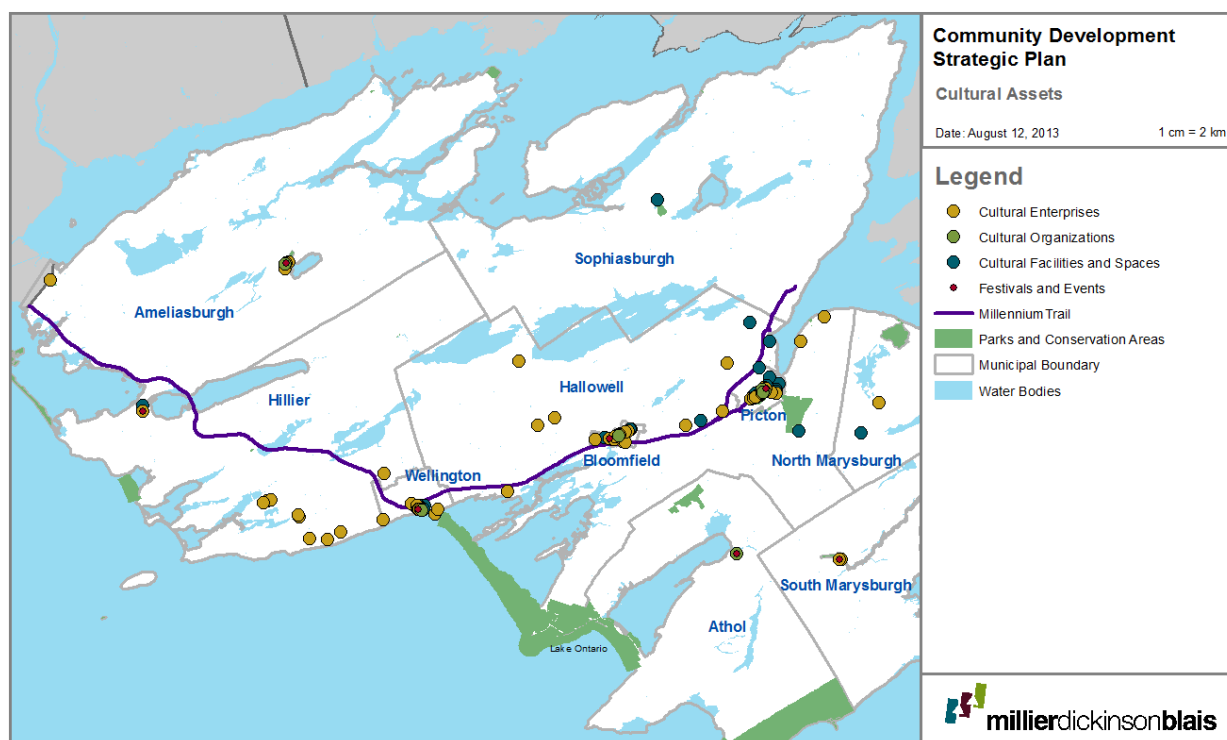 Community Development
Strategic Plan
Cultural Assets
Date: August 12, 2013
1 cm = 2 km
Legend
Cultural Enterprises
Cultural Organizations
Cultural Facilities and Spaces
Festivals and Events
Millennium Trail
Parks and Conservation Areas
Municipal Boundary
Water Bodies
Sophiasburgh
Ameliasburgh
Hallowell
Hillier
Picton
Bloomfield
North Marysburgh
Wellington
South Marysburgh
Athol
Lake Ontario
millierdickinsonblais